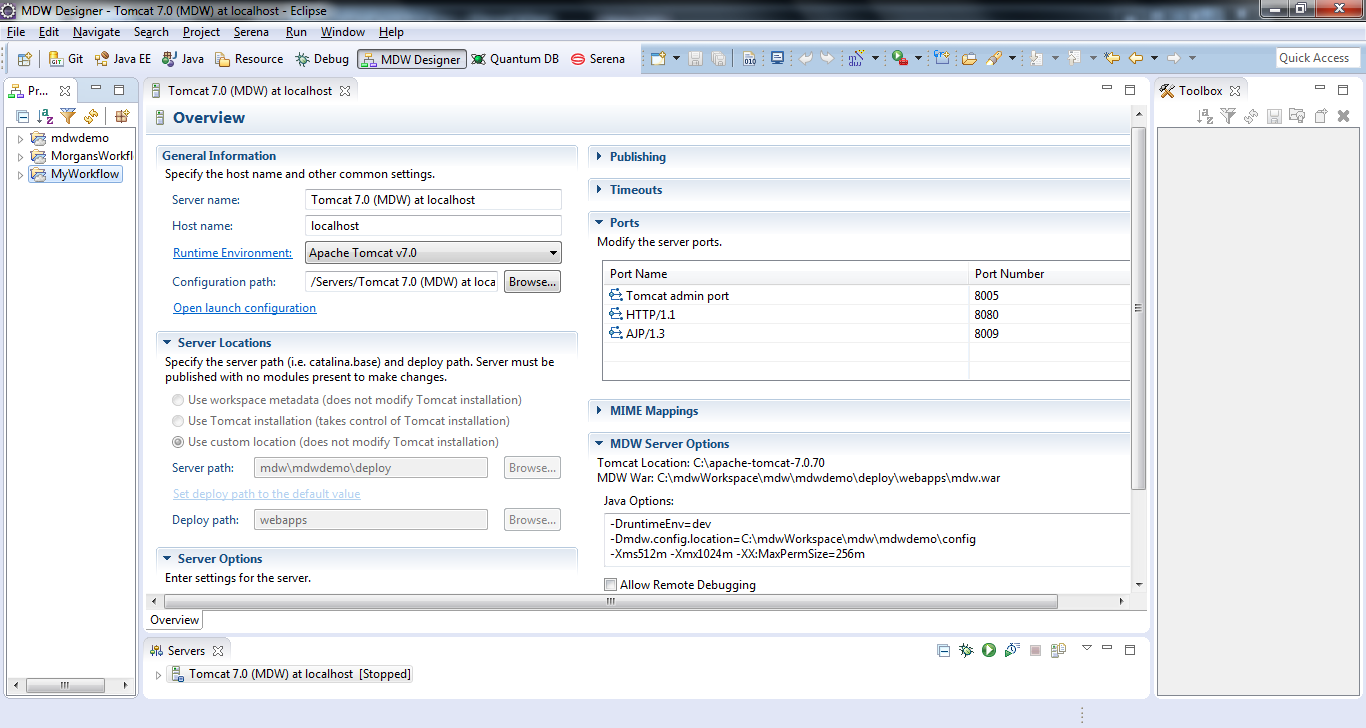 MDW Designer - Tomcat 7.0 (MDW) at localhost - Eclipse
File Edit Navigate Search Project Serena Run Window Help
Git Java EE Java Resource Debug MDW Designer Quantum DB Serena Quick Access
Pr...
mdwdemo
MorgansWorkfl
MyWorkflow
Tomcat 7.0 (MDW) at localhost
Overview
General Information
Specify the host name and other common settings.
Server name: Tomcat 7.0 (MDW) at localhost
Host name: localhost
Runtime Environment: Apache Tomcat v7.0
Configuration path: /Servers/Tomcat 7.0 (MDW) at loca Browse...
Open launch configuration
Server Locations
Specify the server path (i.e. catalina.base) and deploy path. Server must be
published with no modules present to make changes.
Use workspace metadata (does not modify Tomcat installation)
Use Tomcat installation (takes control of Tomcat installation)
Use custom location (does not modify Tomcat installation)
Server path: mdw\mdwdemo\deploy Browse...
Set deploy path to the default value
Deploy path: webapps Browse...
Server Options
Enter settings for the server.
Publishing
Timeouts
Ports
Modify the server ports.
Port Name Port Number
Tomcat admin port 8005
HTTP/1.1 8080
AJP/1.3 8009
MIME Mappings
MDW Server Options
Tomcat Location: C:\apache-tomcat-7.0.70
MDW War: C:\mdwWorkspace\mdw\mdwdemo\deploy\webapps\mdw.war
Java Options:
-DruntimeEnv=dev
-Dmdw.config.location=C:\mdwWorkspace\mdw\mdwdemo\config
-Xms512m -Xmx1024m -XX:MaxPermSize=256m
Allow Remote Debugging
Overview
Servers
Tomcat 7.0 (MDW) at localhost [Stopped]
Toolbox